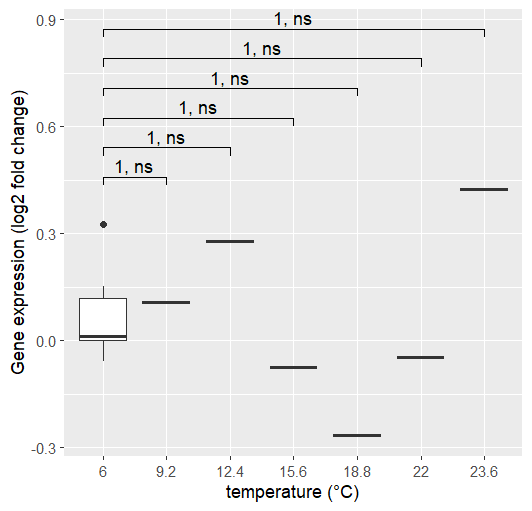 0.9
0.6
0.3
0.0
-0.3
Gene expression (log2 fold change)
1, ns
1, ns
1, ns
1, ns
1, ns
1, ns
6 9.2 12.4 15.6 18.8 22 23.6
temperature (°C)